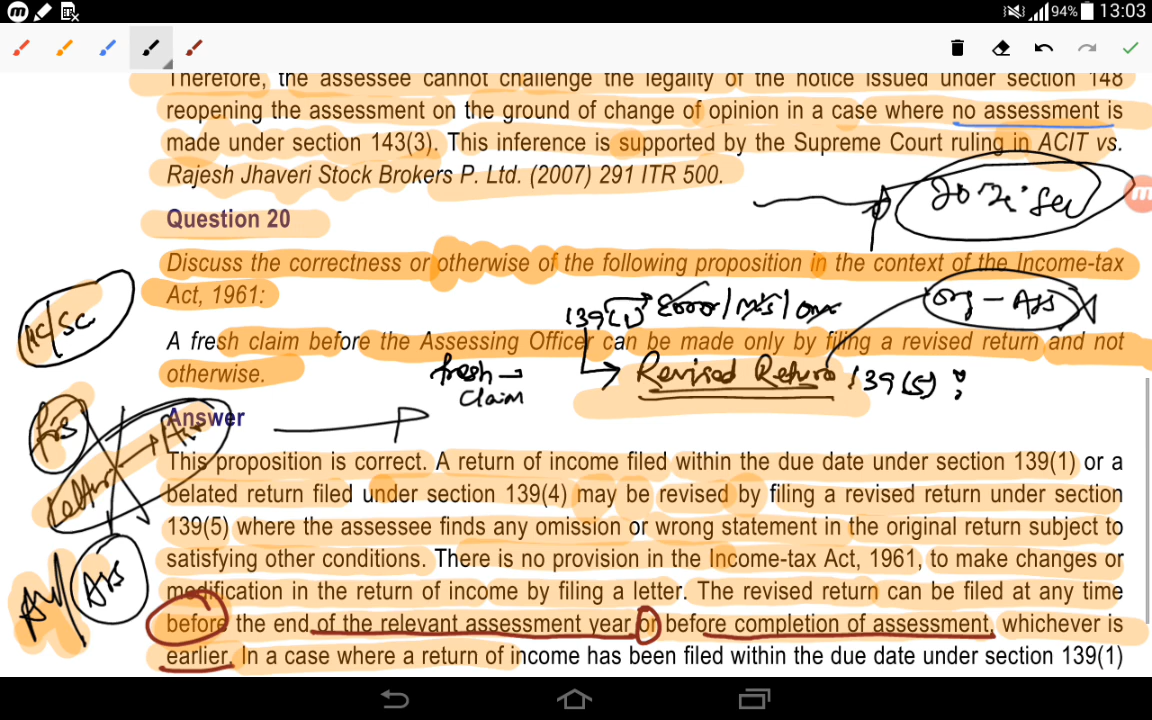 94% 13:03
Therefore, the assessee cannot challenge the legality of the notice issued under section 148
reopening the assessment on the ground of change of opinion in a case where no assessment is
made under section 143(3). This inference is supported by the Supreme Court ruling in ACIT vs.
Rajesh Jhaveri Stock Brokers P. Ltd. (2007) 291 ITR 500.
Question 20
Discuss the correctness or otherwise of the following proposition in the context of the Income-tax
Act, 1961:
139(1) Error/
Org - Ass
HC/SC
A fresh claim before the Assessing Officer can be made only by filing a revised return and not
otherwise.
fresh
claim
Revised Return 139(5)
Answer
This proposition is correct. A return of income filed within the due date under section 139(1) or a
belated return filed under section 139(4) may be revised by filing a revised return under section
139(5) where the assessee finds any omission or wrong statement in the original return subject to
satisfying other conditions. There is no provision in the Income-tax Act, 1961, to make changes or
modification in the return of income by filing a letter. The revised return can be filed at any time
before the end of the relevant assessment year or before completion of assessment, whichever is
earlier. In a case where a return of income has been filed within the due date under section 139(1)